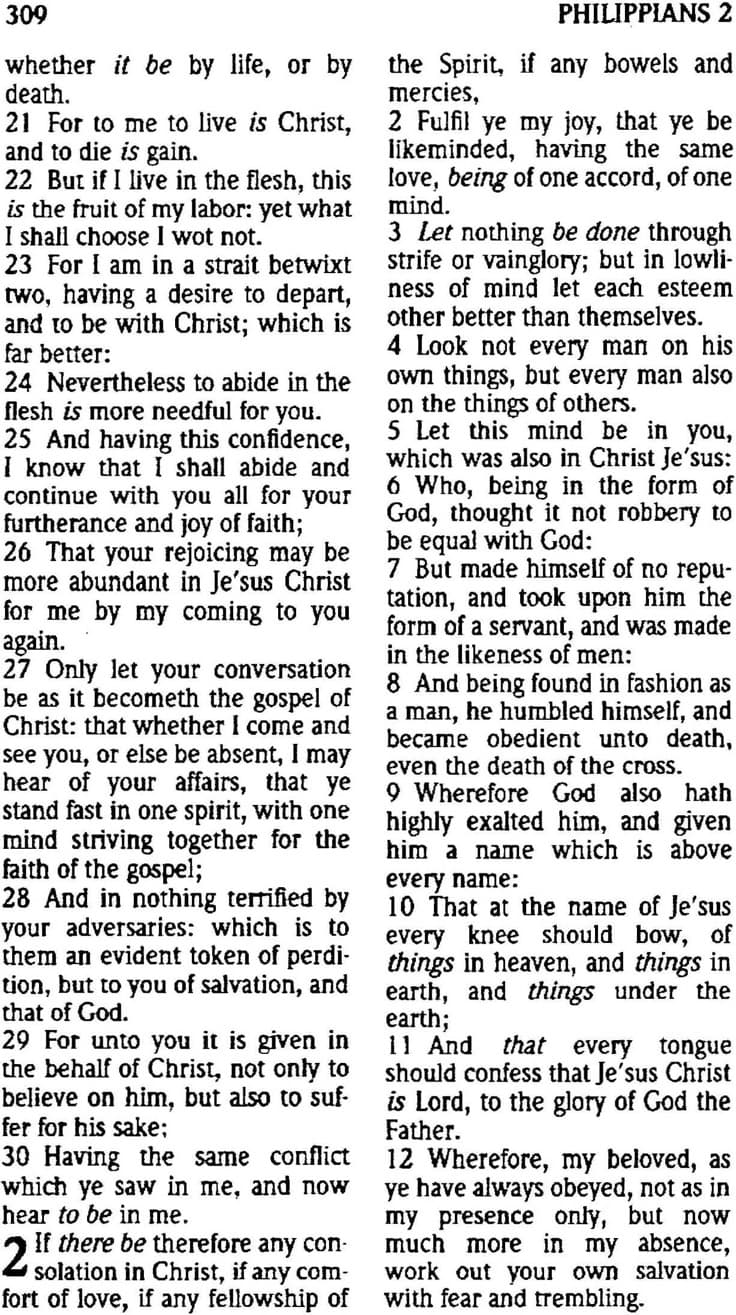 309
PHILIPPIANS 2
whether it be by life, or by
death.
21 For to me to live is Christ,
and to die is gain.
22 But if I live in the flesh, this
is the fruit of my labor: yet what
I shall choose I wot not.
23 For I am in a strait betwixt
two, having a desire to depart,
and to be with Christ; which is
far better:
24 Nevertheless to abide in the
flesh is more needful for you.
25 And having this confidence,
I know that I shall abide and
continue with you all for your
furtherance and joy of faith;
26 That your rejoicing may be
more abundant in Je'sus Christ
for me by my coming to you
again.
27 Only let your conversation
be as it becometh the gospel of
Christ: that whether I come and
see you, or else be absent, I may
hear of your affairs, that ye
stand fast in one spirit, with one
mind striving together for the
faith of the gospel;
28 And in nothing terrified by
your adversaries: which is to
them an evident token of perdi-
tion, but to you of salvation, and
that of God.
29 For unto you it is given in
the behalf of Christ, not only to
believe on him, but also to suf-
fer for his sake;
30 Having the same conflict
which ye saw in me, and now
hear to be in me.
2 If there be therefore any con-
solation in Christ, if any com-
fort of love, if any fellowship of
the Spirit, if any bowels and
mercies,
2 Fulfil ye my joy, that ye be
likeminded, having the same
love, being of one accord, of one
mind.
3 Let nothing be done through
strife or vainglory; but in lowli-
ness of mind let each esteem
other better than themselves.
4 Look not every man on his
own things, but every man also
on the things of others.
5 Let this mind be in you,
which was also in Christ Je'sus:
6 Who, being in the form of
God, thought it not robbery to
be equal with God:
7 But made himself of no repu-
tation, and took upon him the
form of a servant, and was made
in the likeness of men:
8 And being found in fashion as
a man, he humbled himself, and
became obedient unto death,
even the death of the cross.
9 Wherefore God also hath
highly exalted him, and given
him a name which is above
every name:
10 That at the name of Je'sus
every knee should bow, of
things in heaven, and things in
earth, and things under the
earth;
11 And that every tongue
should confess that Je'sus Christ
is Lord, to the glory of God the
Father.
12 Wherefore, my beloved, as
ye have always obeyed, not as in
my presence only, but now
much more in my absence,
work out your own salvation
with fear and trembling.